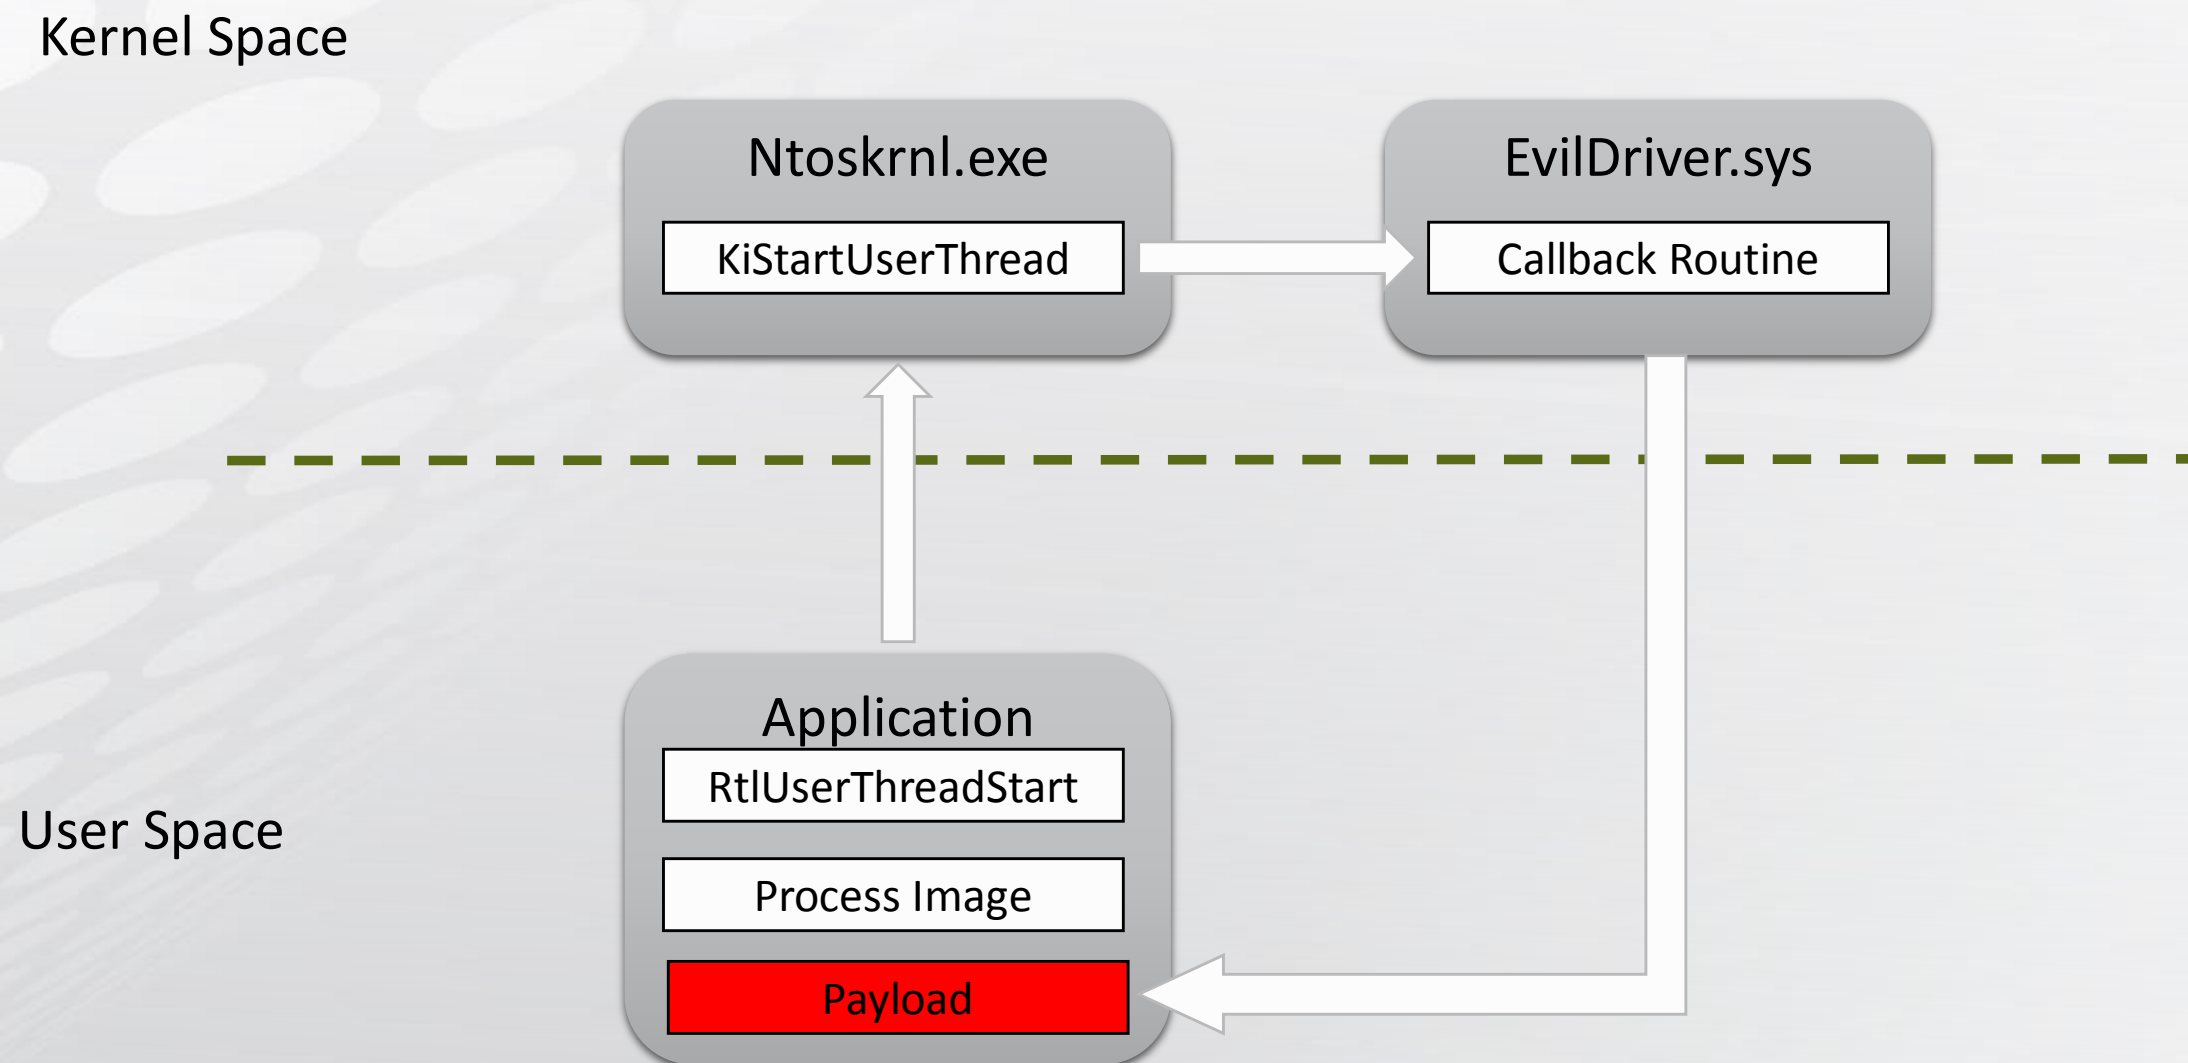 Kernel Space
Ntoskrnl.exe
KiStartUserThread
EvilDriver.sys
Callback Routine
User Space
Application
RtlUserThreadStart
Process Image
Payload